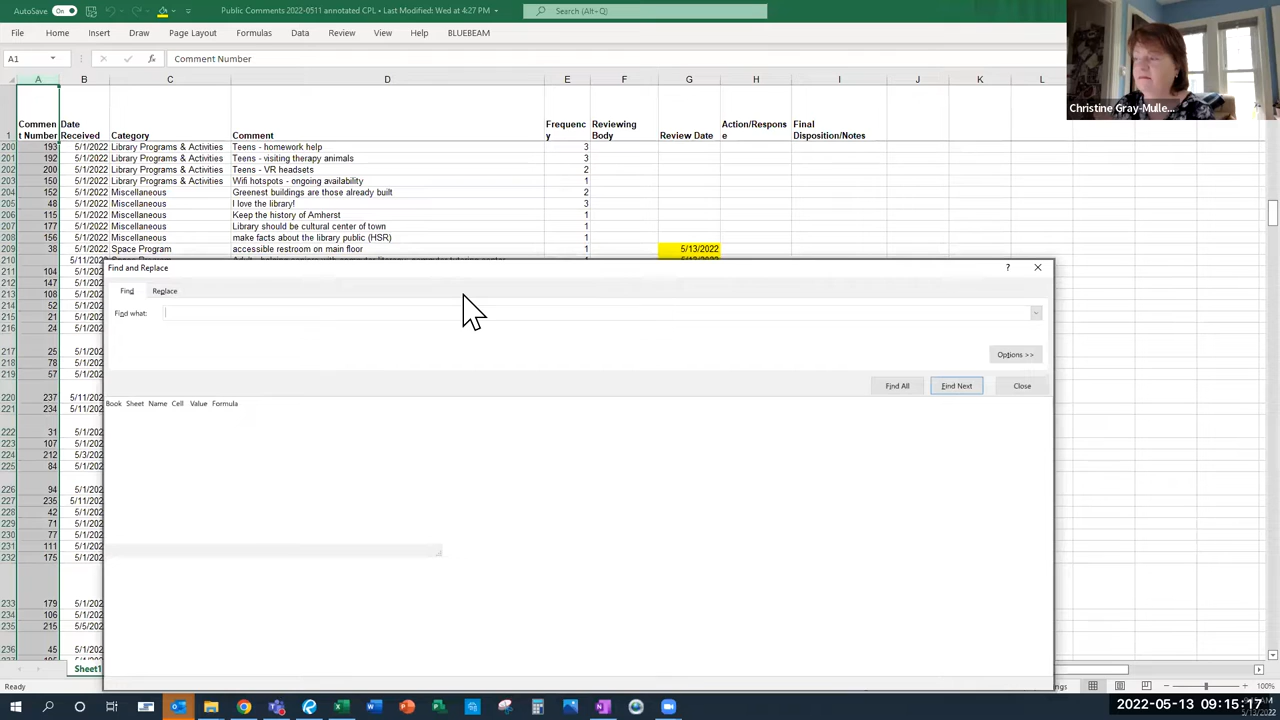 AutoSave On Public Comments 2022-0511 annotated CPL • Last Modified: Wed at 4:27 PM Search (Alt+Q)
File Home Insert Draw Page Layout Formulas Data Review View Help BLUEBEAM
A1 fx Comment Number
A B C D E F G H I J K L
Christine Gray-Mulle...
1 Commen t Number Date Received Category Comment Frequenc y Reviewing Body Review Date Action/Respons e Final Disposition/Notes
200 193 5/1/2022 Library Programs & Activities Teens - homework help 3
201 192 5/1/2022 Library Programs & Activities Teens - visiting therapy animals 3
202 200 5/1/2022 Library Programs & Activities Teens - VR headsets 2
203 150 5/1/2022 Library Programs & Activities Wifi hotspots - ongoing availability 1
204 152 5/1/2022 Miscellaneous Greenest buildings are those already built 2
205 48 5/1/2022 Miscellaneous I love the library! 3
206 115 5/1/2022 Miscellaneous Keep the history of Amherst 1
207 177 5/1/2022 Miscellaneous Library should be cultural center of town 1
208 156 5/1/2022 Miscellaneous make facts about the library public (HSR) 1
209 38 5/1/2022 Space Program accessible restroom on main floor 1 5/13/2022
210 5/11/2022
211 104 5/1/202
212 147 5/1/202
213 108 5/1/202
214 52 5/1/202
215 21 5/1/202
216 24 5/1/202
217 25 5/1/202
218 78 5/1/202
219 57 5/1/202
220 237 5/11/202
221 234 5/11/202
222 31 5/1/202
223 107 5/1/202
224 212 5/3/202
225 84 5/1/202
226 94 5/1/202
227 235 5/11/202
228 42 5/1/202
229 71 5/1/202
230 77 5/1/202
231 111 5/1/202
232 175 5/1/202
233 179 5/1/202
234 106 5/1/202
235 215 5/5/202
236 45 5/1/202
Find and Replace ?
Find Replace
Find what:
Options >>
Find All Find Next Close
Book Sheet Name Cell Value Formula
Sheet1
Ready 100%
2022-05-13 09:15:17
5/13/2022